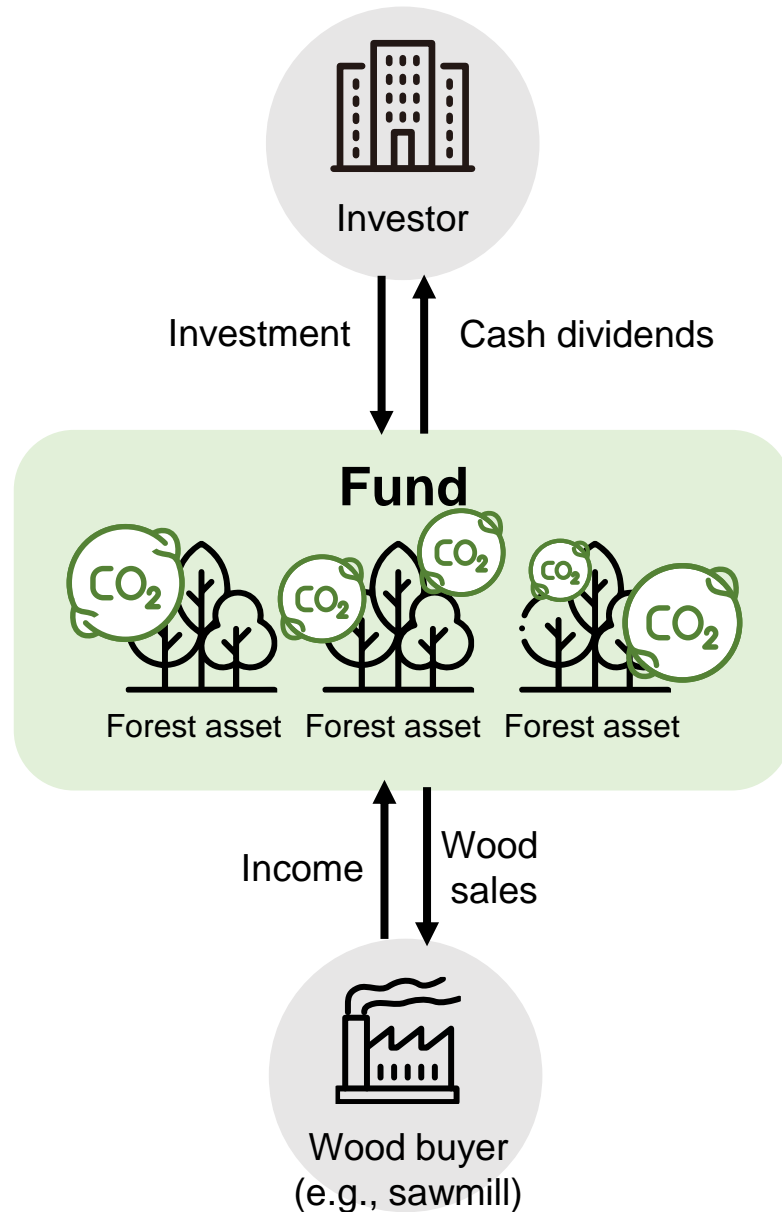 Investor
Investment
Cash dividends
Fund
CO₂
CO₂
CO₂
CO₂
CO₂
Forest asset
Forest asset
Forest asset
Income
Wood
sales
Wood buyer
(e.g., sawmill)